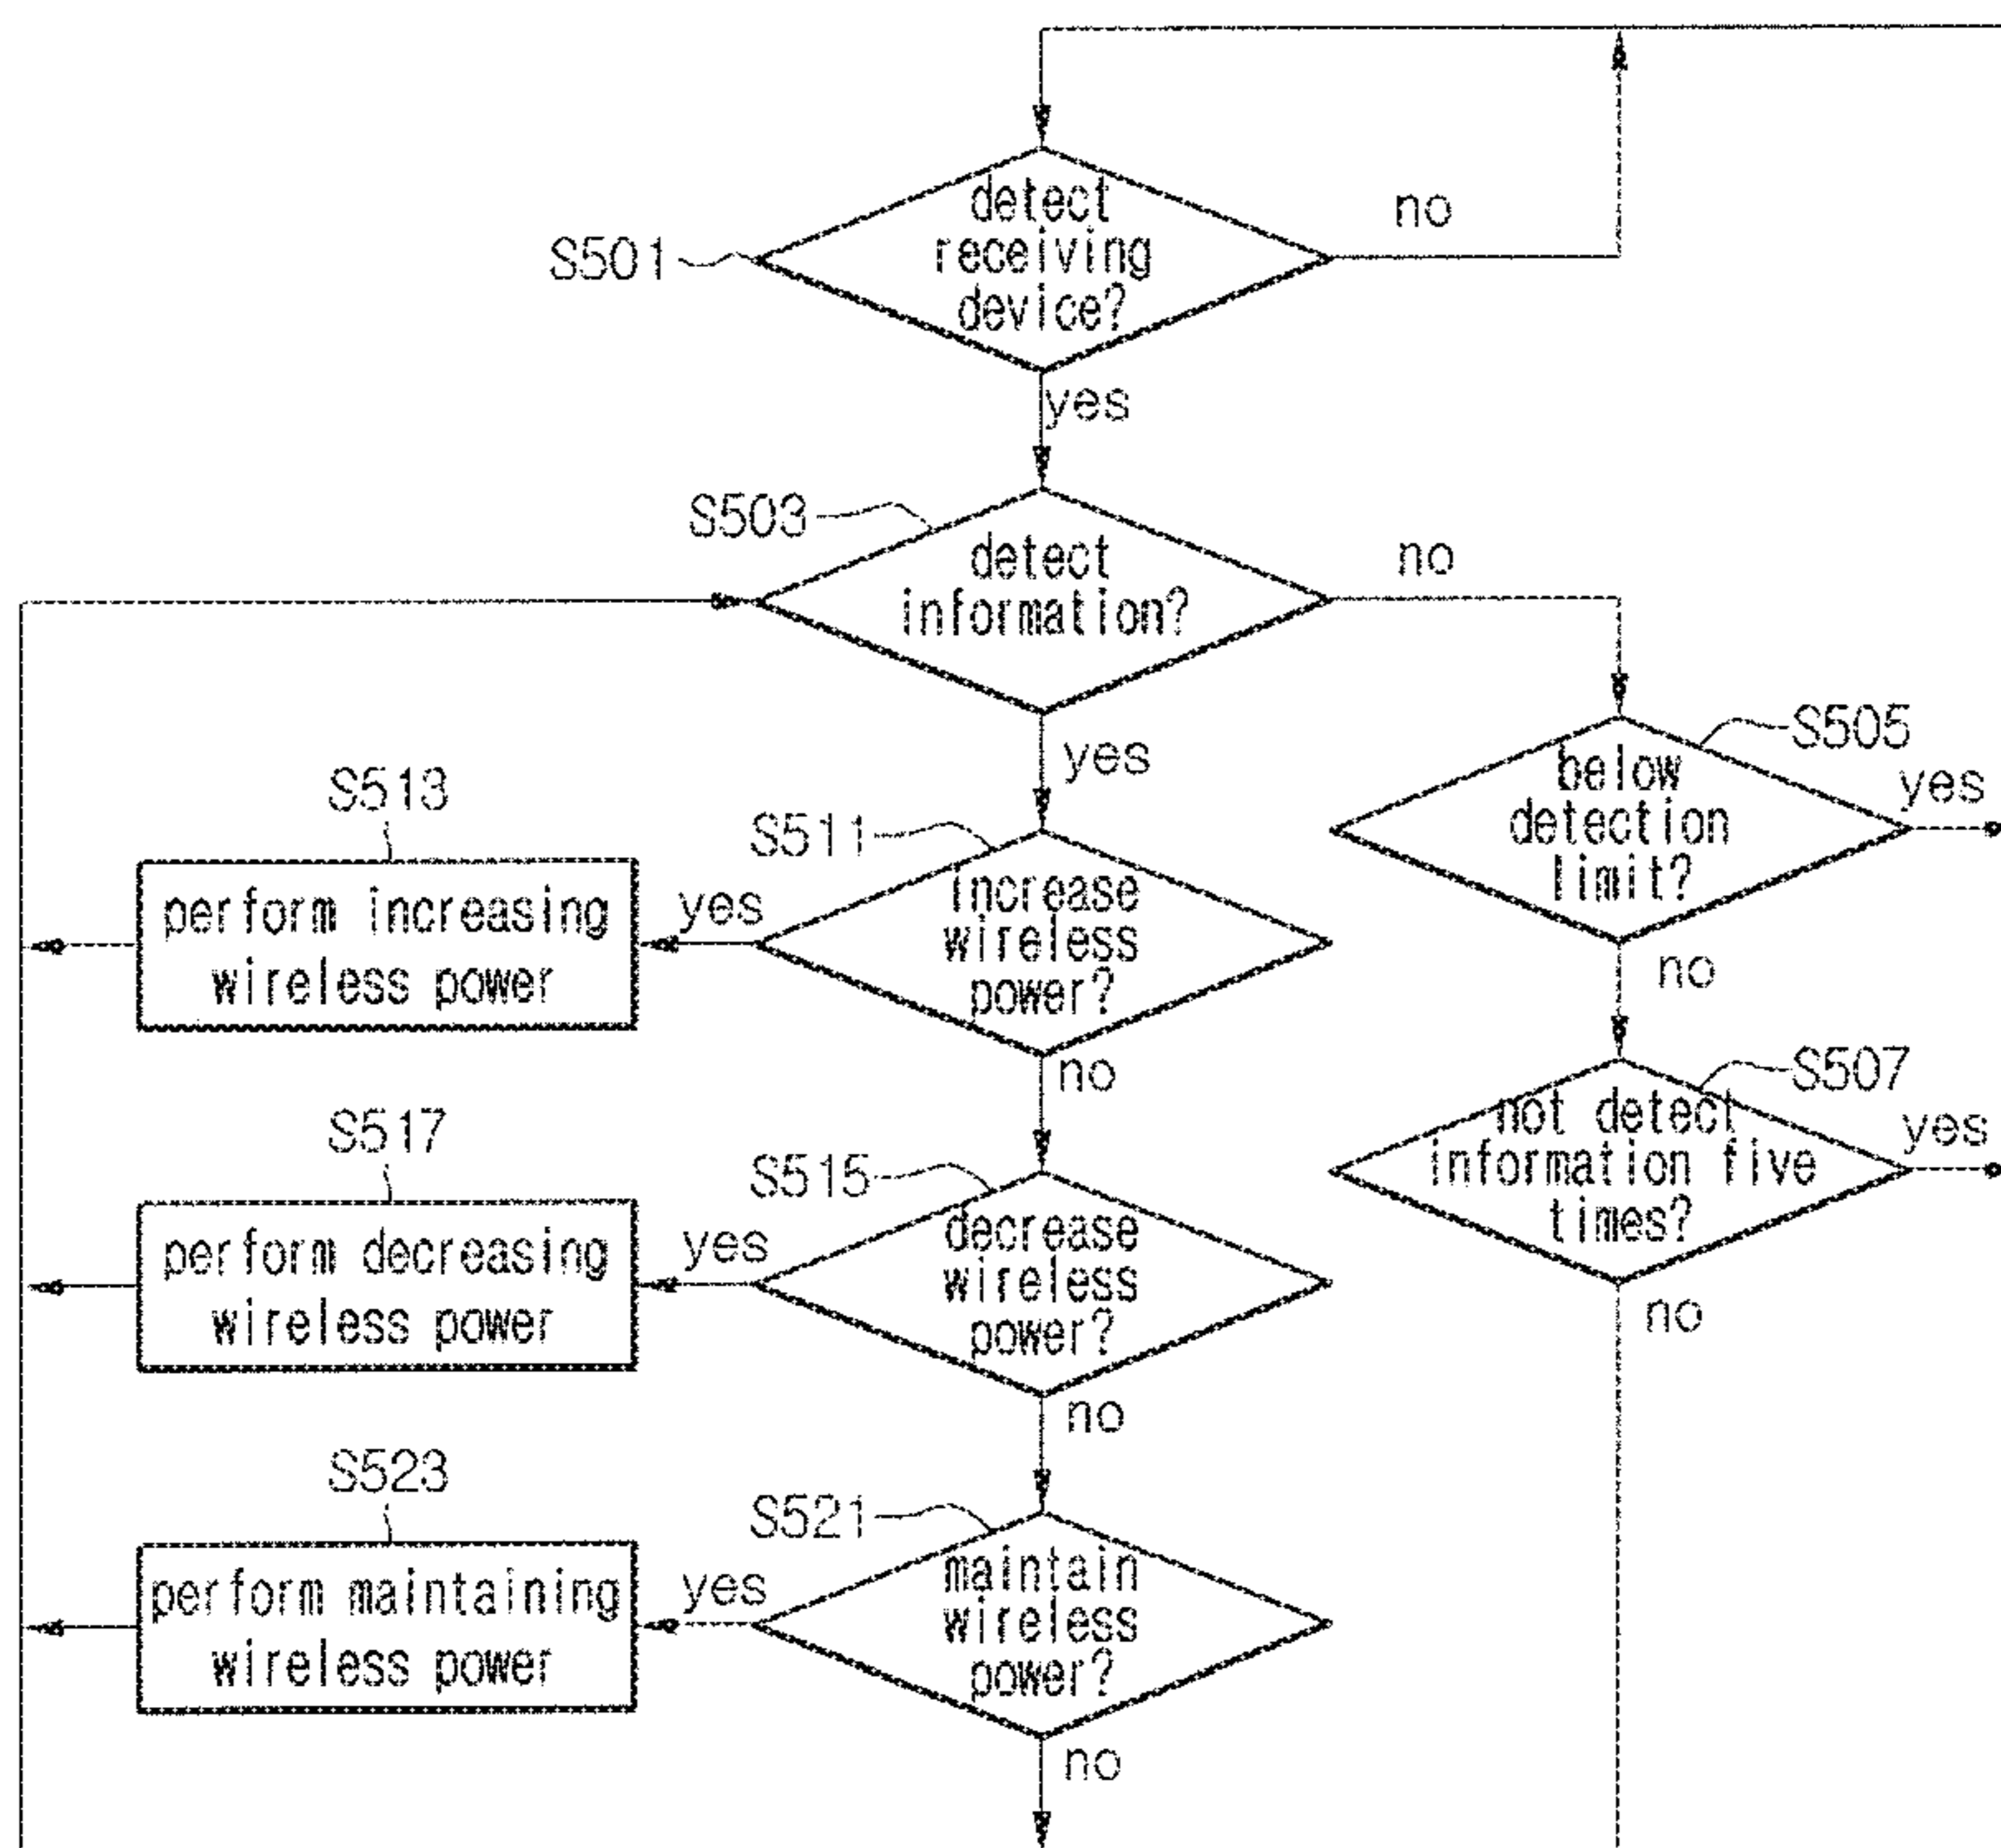 detect
receiving
device?
no
S501
yes
S503
detect
information?
no
yes
S505
below
detection
limit?
yes
no
S513
perform increasing
wireless power
yes
S511
increase
wireless
power?
no
S507
not detect
information five
times?
yes
no
S517
perform decreasing
wireless power
yes
S515
decrease
wireless
power?
no
S523
perform maintaining
wireless power
yes
S521
maintain
wireless
power?
no